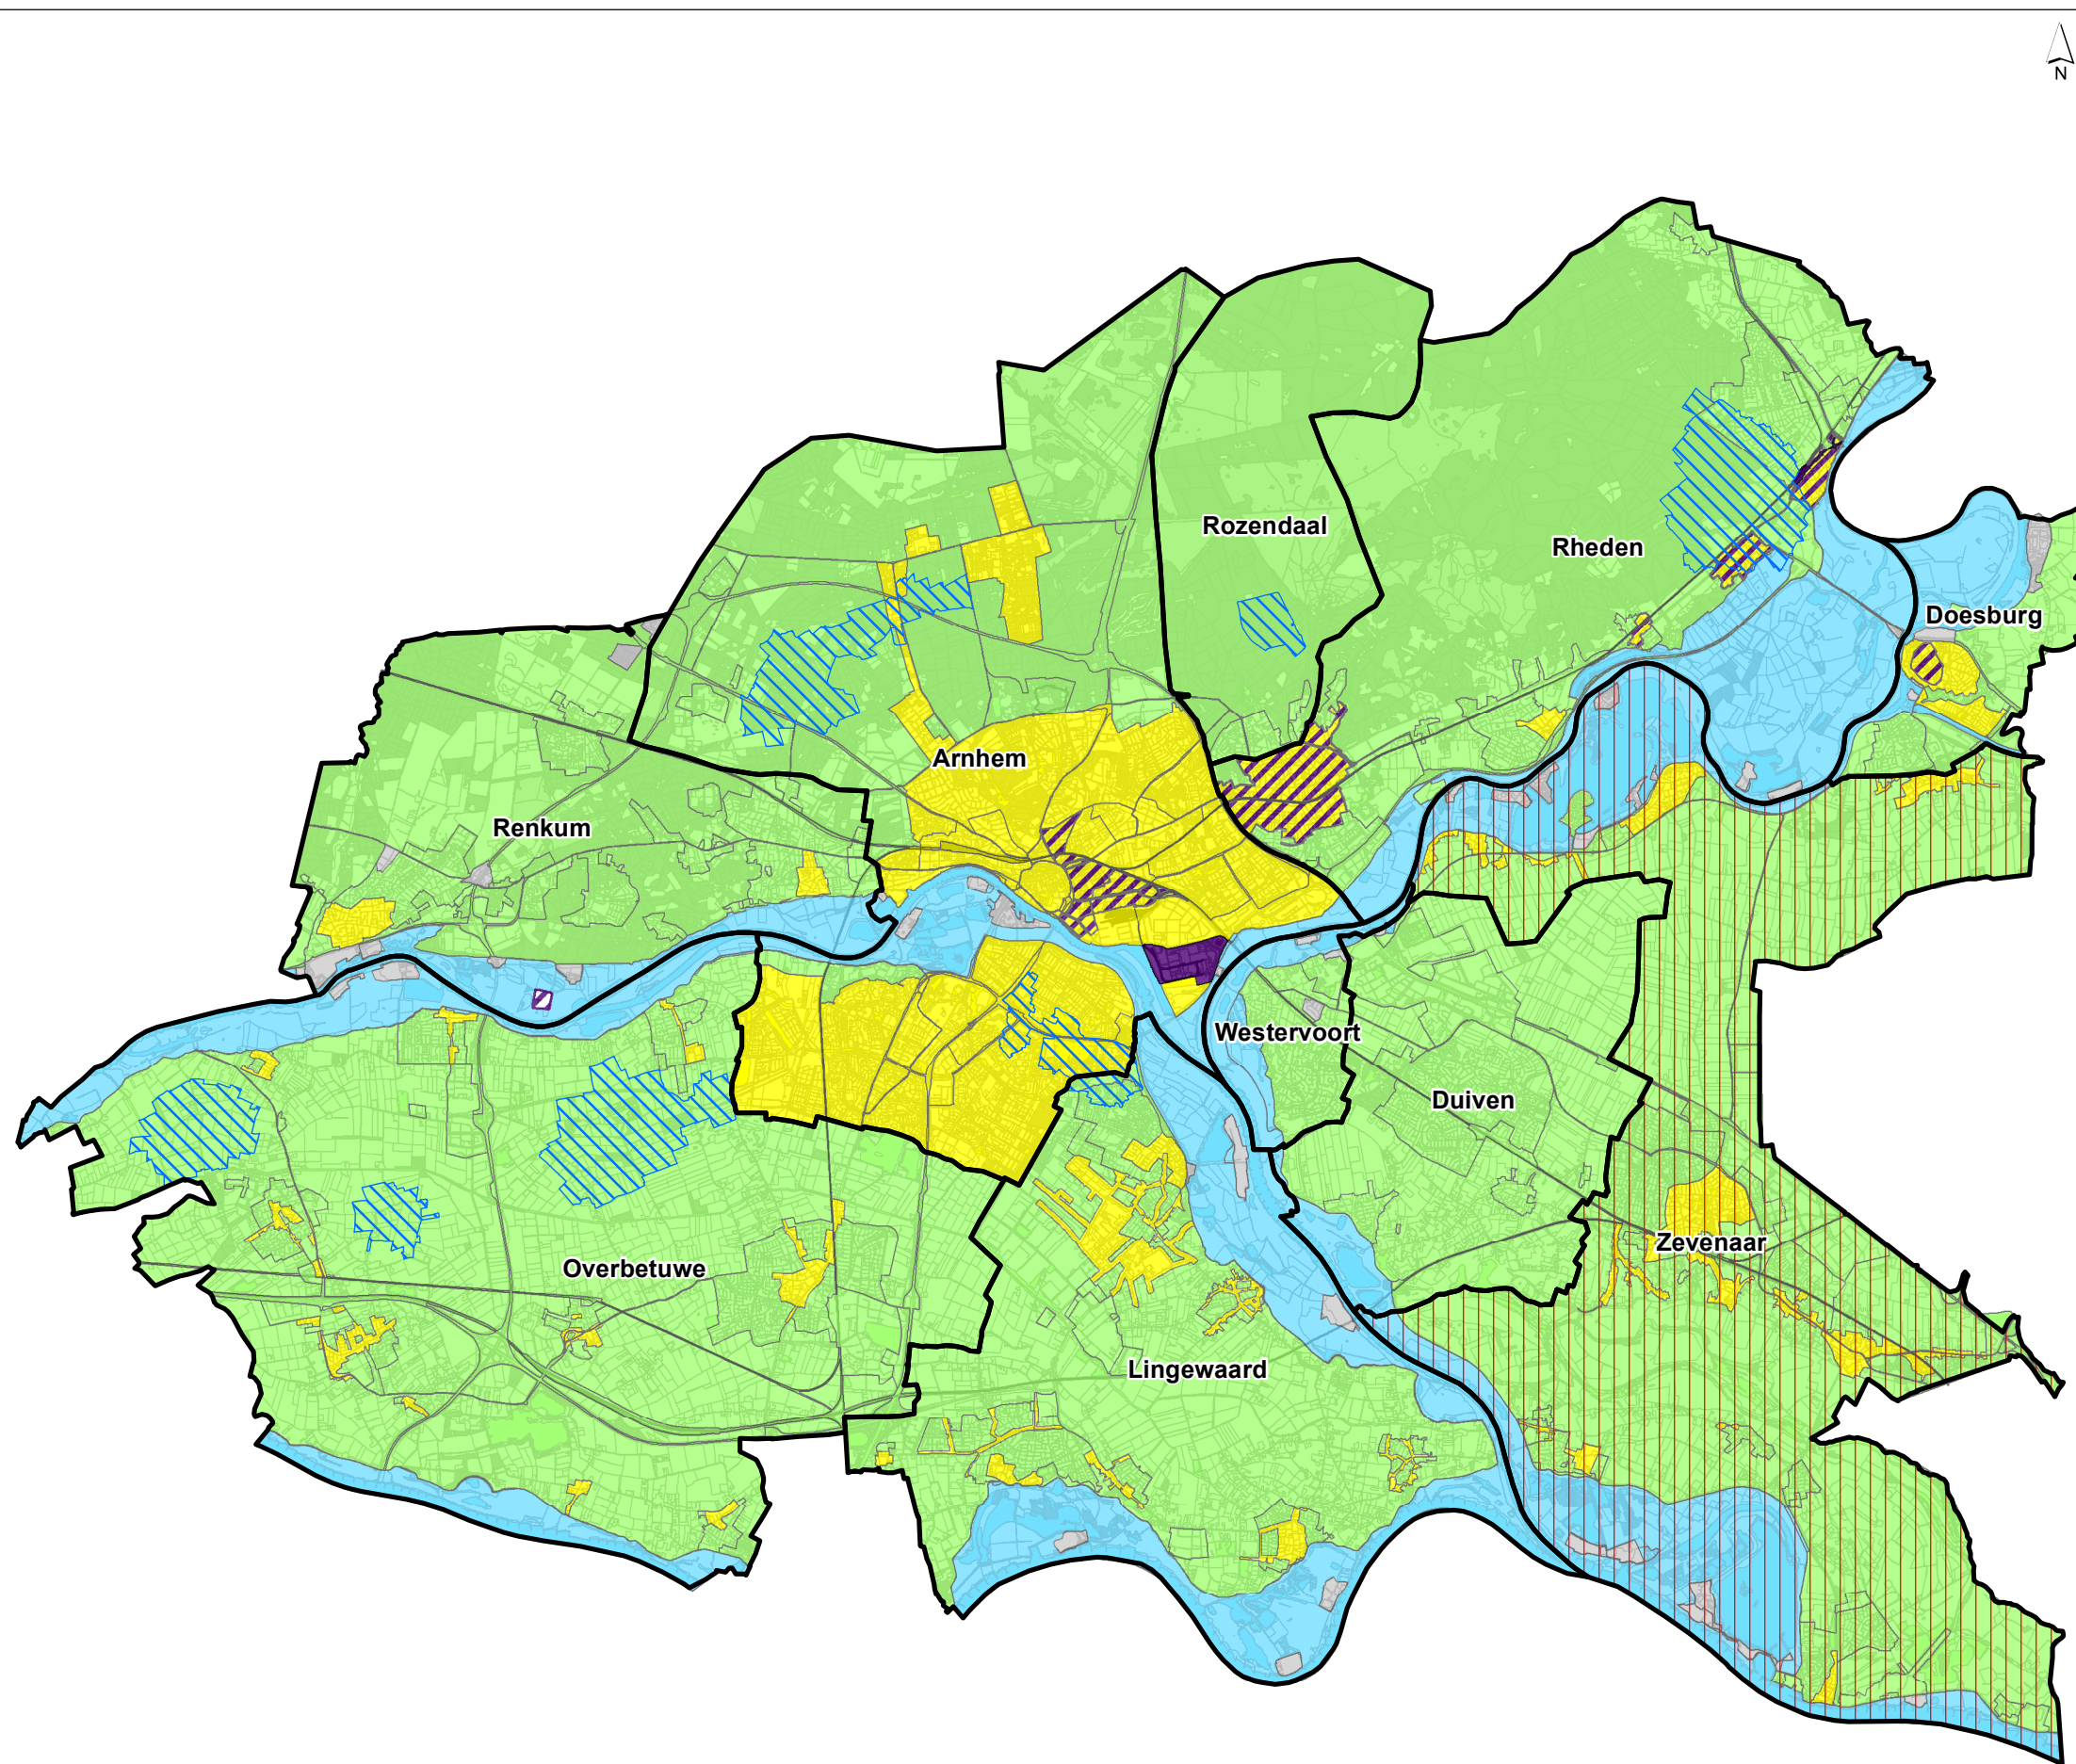 N
Rozendaal
Rheden
Doesburg
Arnhem
Renkum
Westervoort
Duiven
Zevenaar
Overbetuwe
Lingewaard